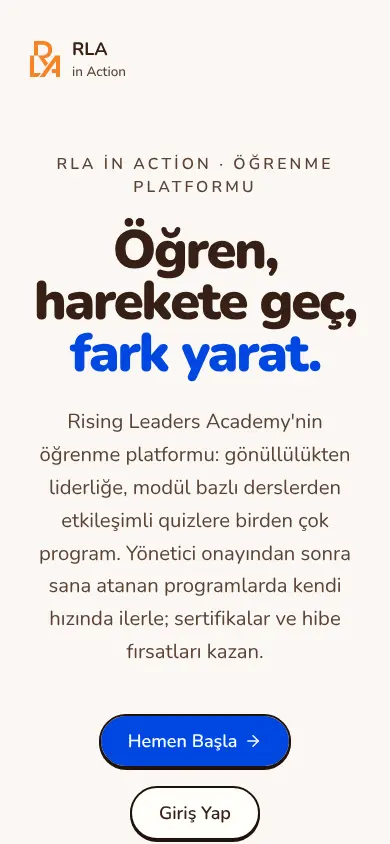 RLA
RLA
in Action
RLA İN ACTİON · ÖĞRENME
PLATFORMU
Öğren,
harekete geç,
fark yarat.
Rising Leaders Academy'nin
öğrenme platformu: gönüllülükten
liderliğe, modül bazlı derslerden
etkileşimli quizlere birden çok
program. Yönetici onayından sonra
sana atanan programlarda kendi
hızında ilerle; sertifikalar ve hibe
fırsatları kazan.
Hemen Başla →
Giriş Yap